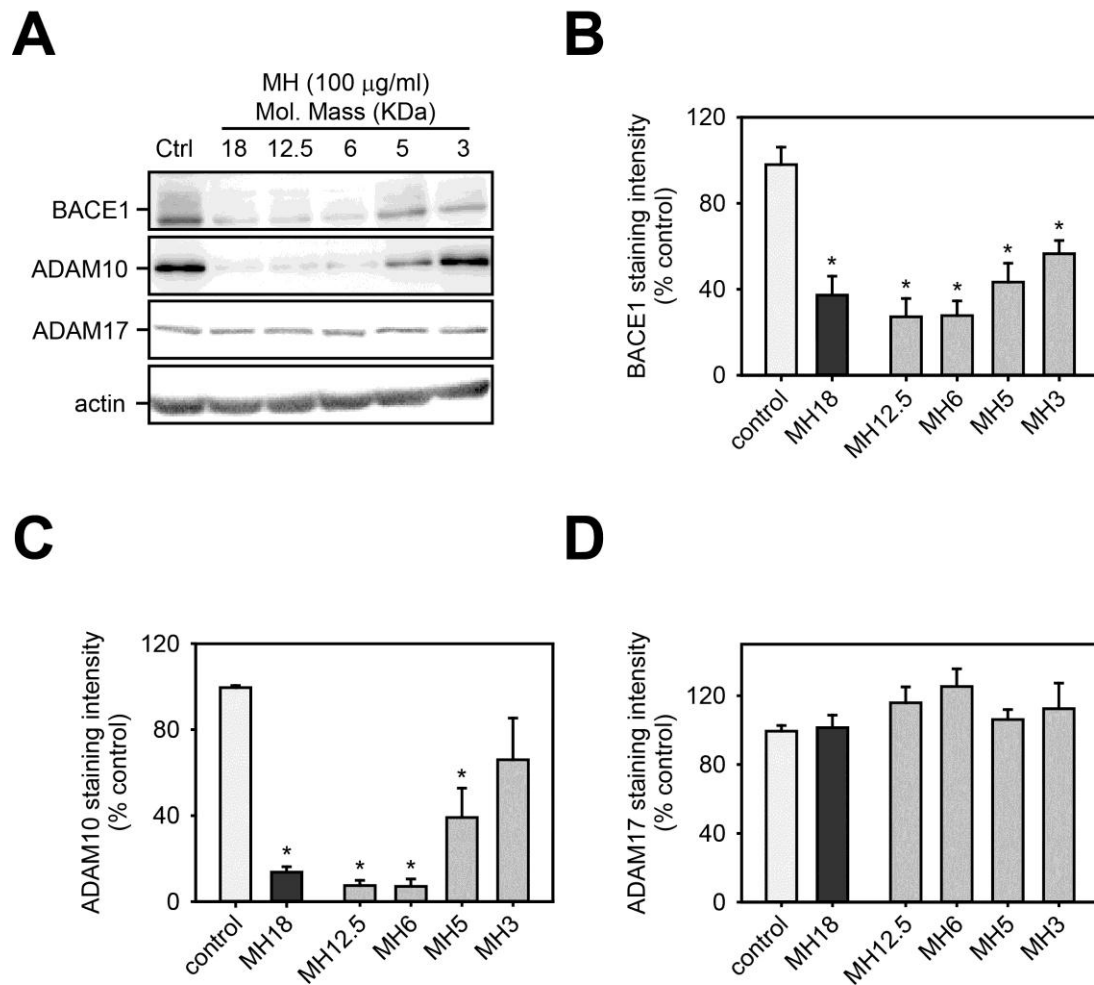 A
MH (100 μg/ml)
Mol. Mass (KDa)
Ctrl 18 12.5 6 5 3
BACE1
ADAM10
ADAM17
actin
B
BACE1 staining intensity
(% control)
120
80
40
0
* * * * *
control MH18 MH12.5 MH6 MH5 MH3
C
ADAM10 staining intensity
(% control)
120
80
40
0
* * * *
control MH18 MH12.5 MH6 MH5 MH3
D
ADAM17 staining intensity
(% control)
120
80
40
0
control MH18 MH12.5 MH6 MH5 MH3